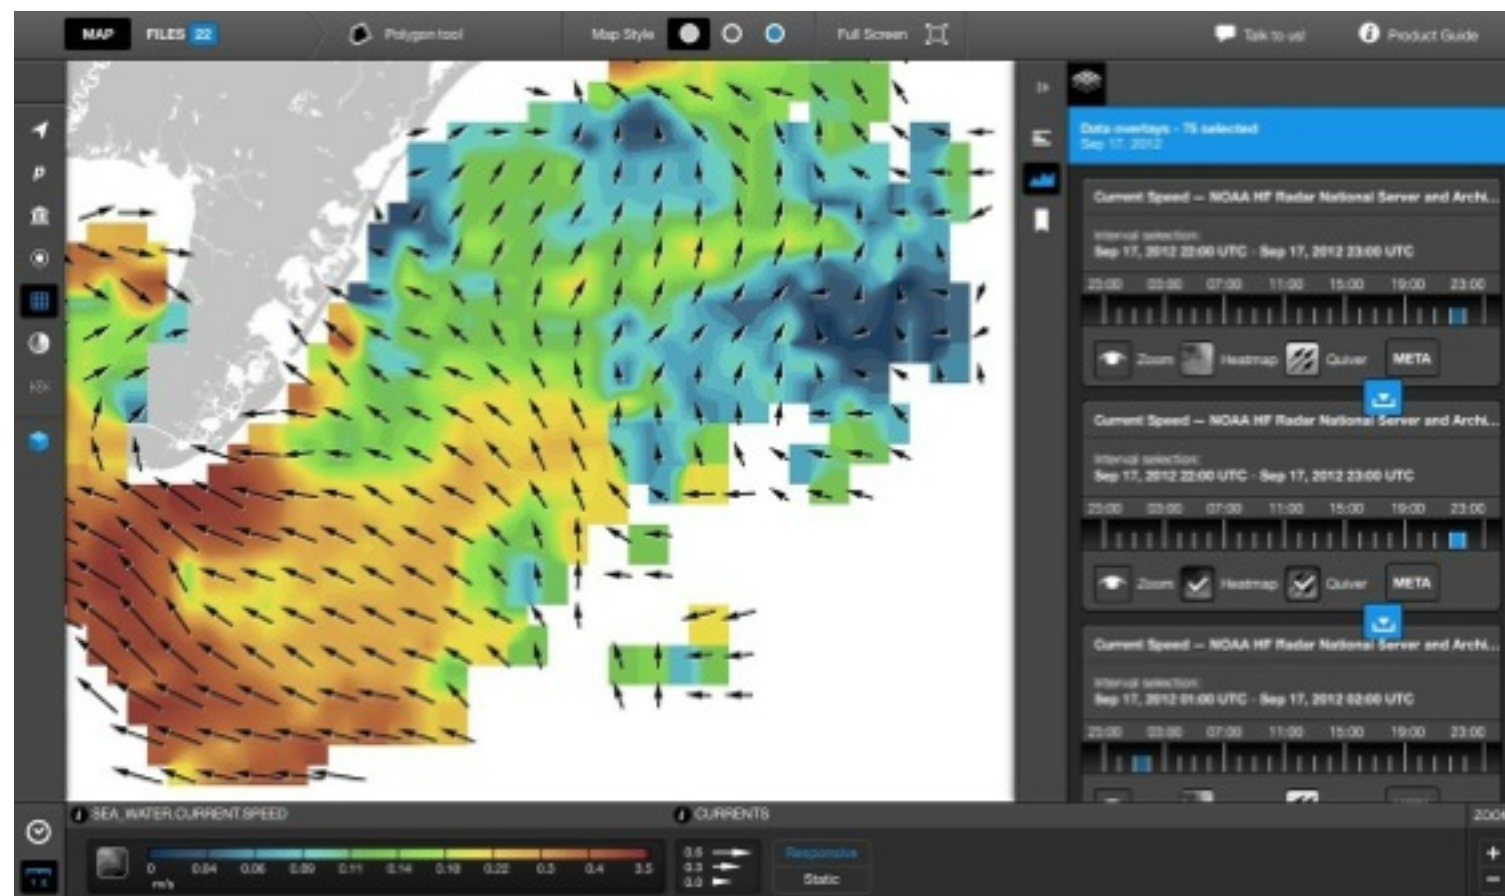 MAP FILES 22 Polygon tool Map Style Full Screen Talk to us! Product Guide
Data overlays - 75 selected
Sep 17, 2012
Current Speed — NOAA HF Radar National Server and Archi...
Interval selection:
Sep 17, 2012 22:00 UTC - Sep 17, 2012 23:00 UTC
23:00 03:00 07:00 11:00 15:00 19:00 23:00
Zoom Heatmap Quiver META
Current Speed — NOAA HF Radar National Server and Archi...
Interval selection:
Sep 17, 2012 22:00 UTC - Sep 17, 2012 23:00 UTC
23:00 03:00 07:00 11:00 15:00 19:00 23:00
Zoom Heatmap Quiver META
Current Speed — NOAA HF Radar National Server and Archi...
Interval selection:
Sep 17, 2012 01:00 UTC - Sep 17, 2012 02:00 UTC
23:00 03:00 07:00 11:00 15:00 19:00 23:00
SEA_WATER.CURRENT.SPEED CURRENTS
0 0.04 0.06 0.09 0.11 0.14 0.18 0.22 0.3 0.4 3.5
m/s
0.3
0.0
Responsive
Static